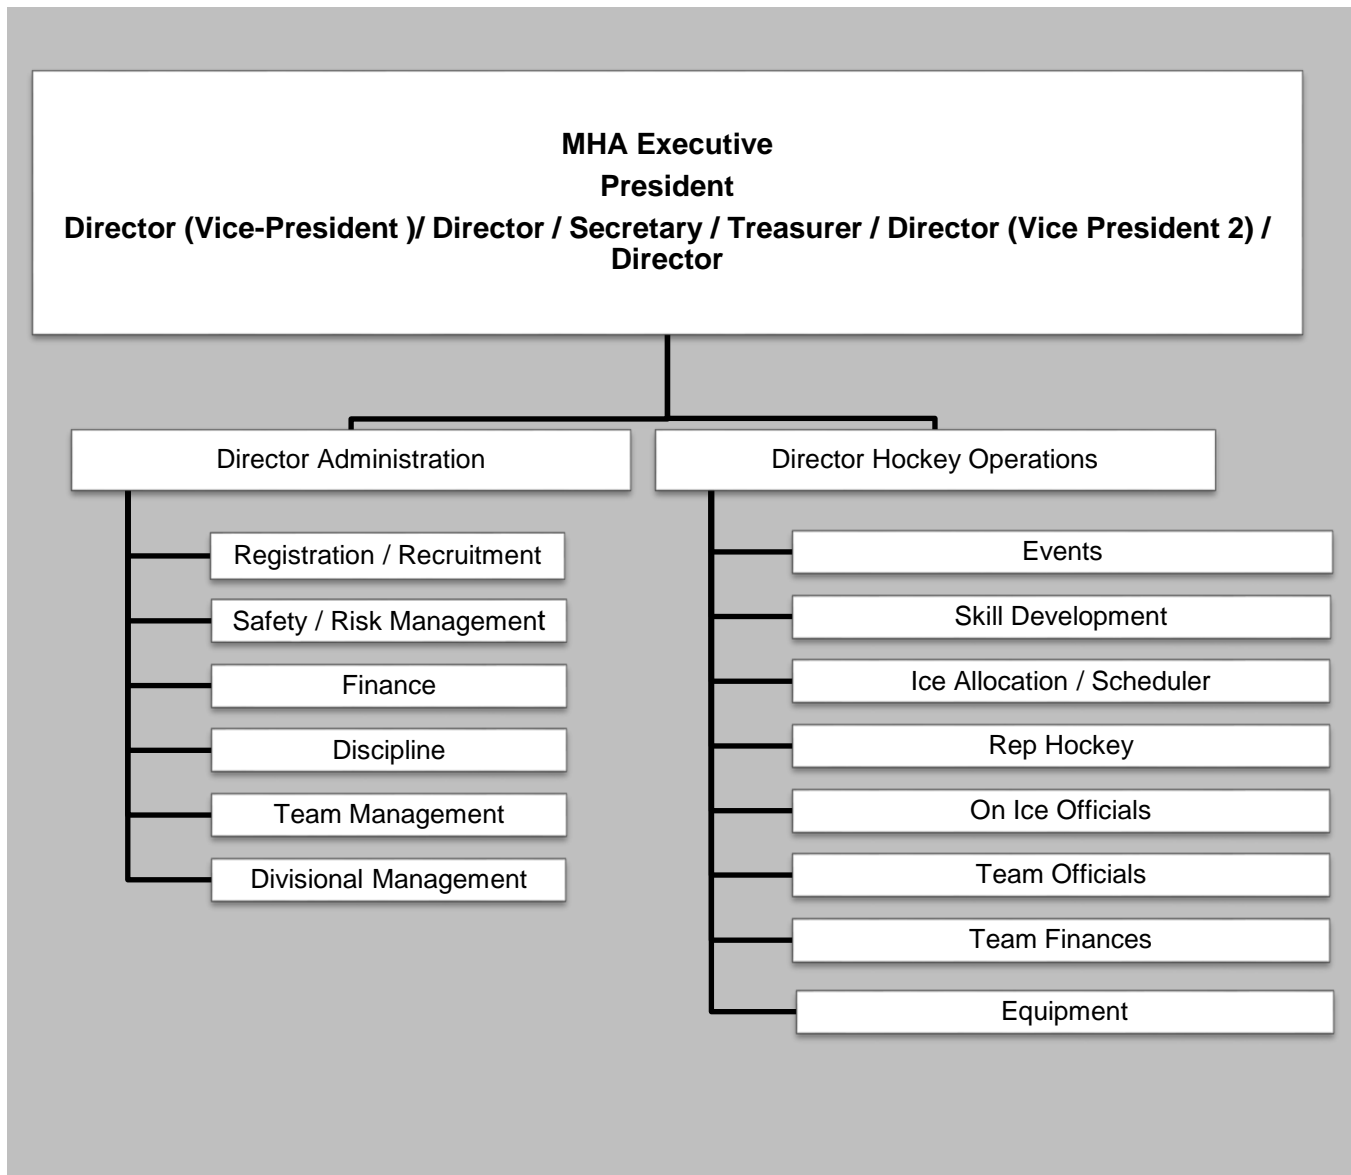 MHA Executive
President
Director (Vice-President )/ Director / Secretary / Treasurer / Director (Vice President 2) /
Director
Director Administration
Registration / Recruitment
Safety / Risk Management
Finance
Discipline
Team Management
Divisional Management
Director Hockey Operations
Events
Skill Development
Ice Allocation / Scheduler
Rep Hockey
On Ice Officials
Team Officials
Team Finances
Equipment